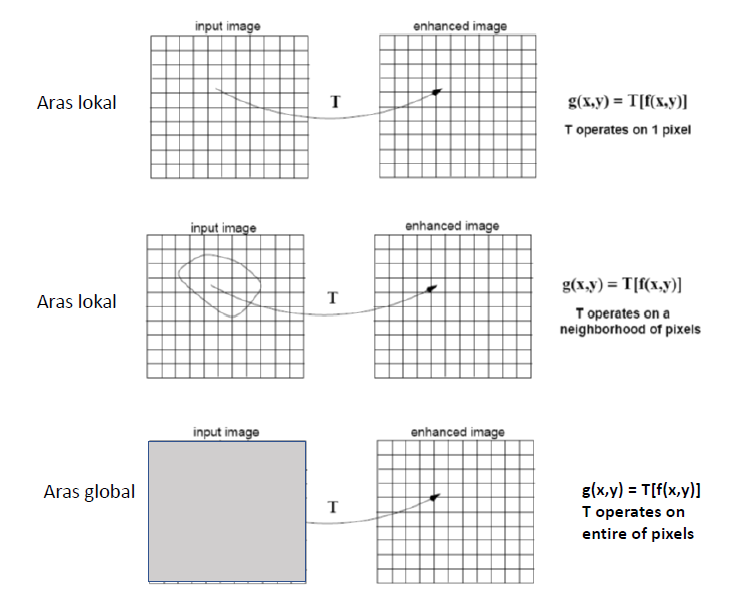 input image
enhanced image
Aras lokal
T
g(x,y) = T[f(x,y)]
T operates on 1 pixel
input image
enhanced image
Aras lokal
T
g(x,y) = T[f(x,y)]
T operates on a
neighborhood of pixels
input image
enhanced image
Aras global
T
g(x,y) = T[f(x,y)]
T operates on
entire of pixels